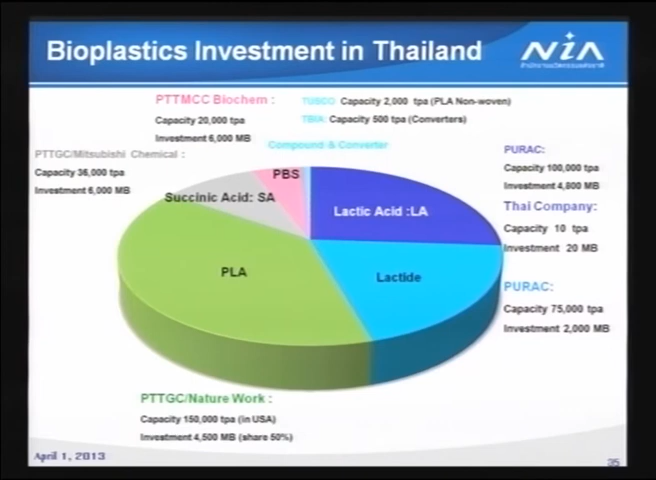 Bioplastics Investment in Thailand
NiA
PTTMCC Biochem :
Capacity 20,000 tpa
Investment 6,000 MB
Capacity 2,000 tpa (PLA Non-woven)
TBIA: Capacity 500 tpa (Converters)
Compound & Converter
PTTGC/Mitsubishi Chemical :
Capacity 36,000 tpa
Investment 6,000 MB
PURAC:
Capacity 100,000 tpa
Investment 4,800 MB
Thai Company:
Capacity 10 tpa
Investment 20 MB
PURAC:
Capacity 75,000 tpa
Investment 2,000 MB
PBS
Succinic Acid: SA
Lactic Acid :LA
PLA
Lactide
PTTGC/Nature Work :
Capacity 150,000 tpa (in USA)
Investment 4,500 MB (share 50%)
April 1, 2013
35